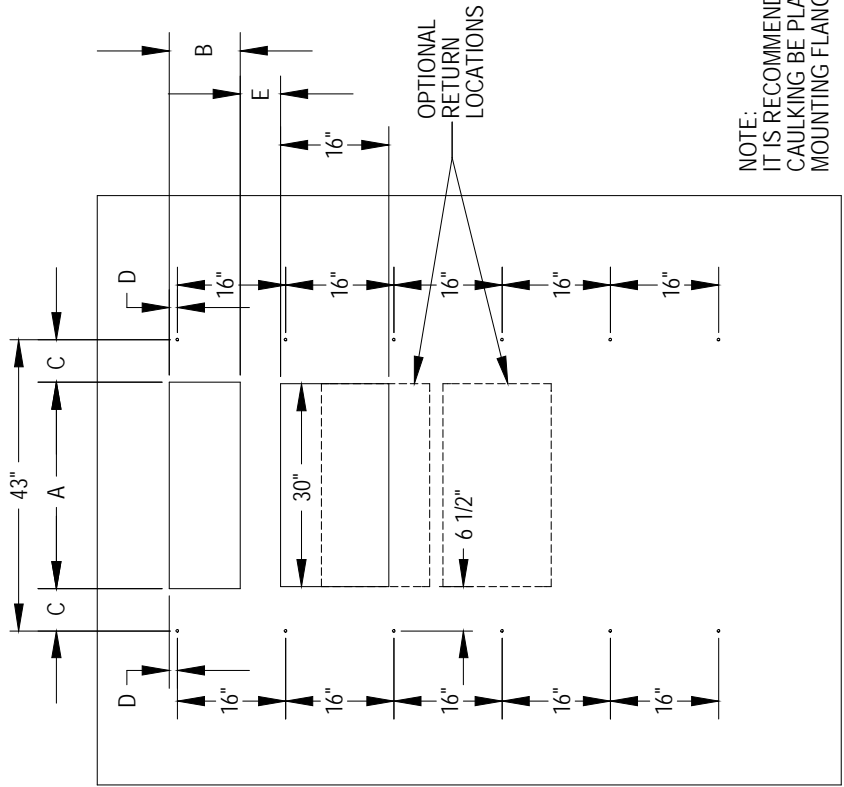 43"
C
A
C
D
D
B
E
16"
OPTIONAL
RETURN
LOCATIONS
16"
16"
16"
16"
16"
16"
16"
16"
16"
16"
30"
6 1/2"
NOTE:
IT IS RECOMMEND
CAULKING BE PLA
MOUNTING FLANG